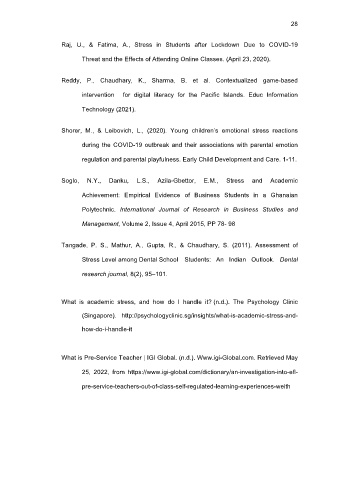 28
Raj, U., & Fatima, A., Stress in Students after Lockdown Due to COVID-19
Threat and the Effects of Attending Online Classes. (April 23, 2020).
Reddy, P., Chaudhary, K., Sharma, B. et al. Contextualized game-based
intervention for digital literacy for the Pacific Islands. Educ Information
Technology (2021).
Shorer, M., & Leibovich, L., (2020). Young children's emotional stress reactions
during the COVID-19 outbreak and their associations with parental emotion
regulation and parental playfulness. Early Child Development and Care. 1-11.
Soglo, N.Y., Danku, L.S., Azila-Gbettor, E.M., Stress and Academic
Achievement: Empirical Evidence of Business Students in a Ghanaian
Polytechnic. International Journal of Research in Business Studies and
Management, Volume 2, Issue 4, April 2015, PP 78- 98
Tangade, P. S., Mathur, A., Gupta, R., & Chaudhary, S. (2011). Assessment of
Stress Level among Dental School Students: An Indian Outlook. Dental
research journal, 8(2), 95–101.
What is academic stress, and how do I handle it? (n.d.). The Psychology Clinic
(Singapore). http://psychologyclinic.sg/insights/what-is-academic-stress-and-
how-do-i-handle-it
What is Pre-Service Teacher | IGI Global. (n.d.). Www.igi-Global.com. Retrieved May
25, 2022, from https://www.igi-global.com/dictionary/an-investigation-into-efl-
pre-service-teachers-out-of-class-self-regulated-learning-experiences-weith